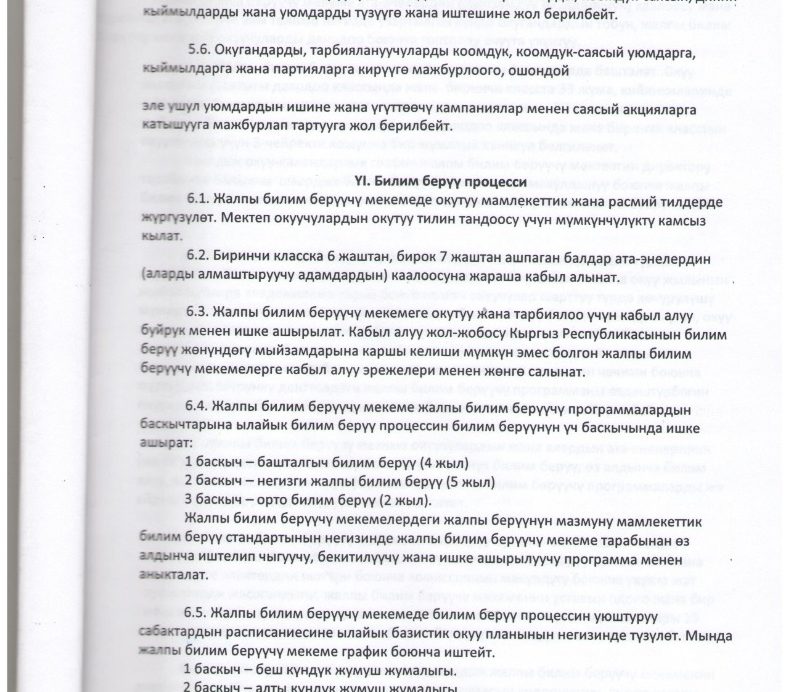 кыймылдарды жана уюмдарды түзүүгө жана иштешине жол берилбейт.
5.6. Окугандарды, тарбиялануучуларды коомдук, коомдук-саясый уюмдарга,
кыймылдарга жана партияларга кирүүгө мажбурлоого, ошондой
эле ушул уюмдардын ишине жана үгүттөөчү кампаниялар менен саясый акцияларга
катышууга мажбурлап тартууга жол берилбейт.
ҮI. Билим берүү процесси
6.1. Жалпы билим берүүчү мекемеде окутуу мамлекеттик жана расмий тилдерде
жүргүзүлөт. Мектеп окуучулардын окутуу тилин тандоосу үчүн мүмкүнчүлүктү камсыз
кылат.
6.2. Биринчи класска 6 жаштан, бирок 7 жаштан ашпаган балдар ата-энелердин
(аларды алмаштыруучу адамдардын) каалоосуна жараша кабыл алынат.
6.3. Жалпы билим берүүчү мекемеге окутуу жана тарбиялоо үчүн кабыл алуу
буйрук менен ишке ашырылат. Кабыл алуу жол-жобосу Кыргыз Республикасынын билим
берүү жөнүндөгү мыйзамдарына каршы келиши мүмкүн эмес болгон жалпы билим
берүүчү мекемелерге кабыл алуу эрежелери менен жөнгө салынат.
6.4. Жалпы билим берүүчү мекеме жалпы билим берүүчү программалардын
баскычтарына ылайык билим берүү процессин билим берүүнүн үч баскычында ишке
ашырат:
1 баскыч – башталгыч билим берүү (4 жыл)
2 баскыч – негизги жалпы билим берүү (5 жыл)
3 баскыч – орто билим берүү (2 жыл).
Жалпы билим берүүчү мекемелердеги жалпы берүүнүн мазмуну мамлекеттик
билим берүү стандартынын негизинде жалпы билим берүүчү мекеме тарабынан өз
алдынча иштелип чыгуучу, бекитилүүчү жана ишке ашырылуучу программа менен
аныкталат.
6.5. Жалпы билим берүүчү мекемеде билим берүү процессин уюштуруу
сабактардын расписаниесине ылайык базистик окуу планынын негизинде түзүлөт. Мында
жалпы билим берүүчү мекеме график боюнча иштейт.
1 баскыч – беш күндүк жумуш жумалыгы.
2 баскыч – алты күндүк жумуш жумалыгы.